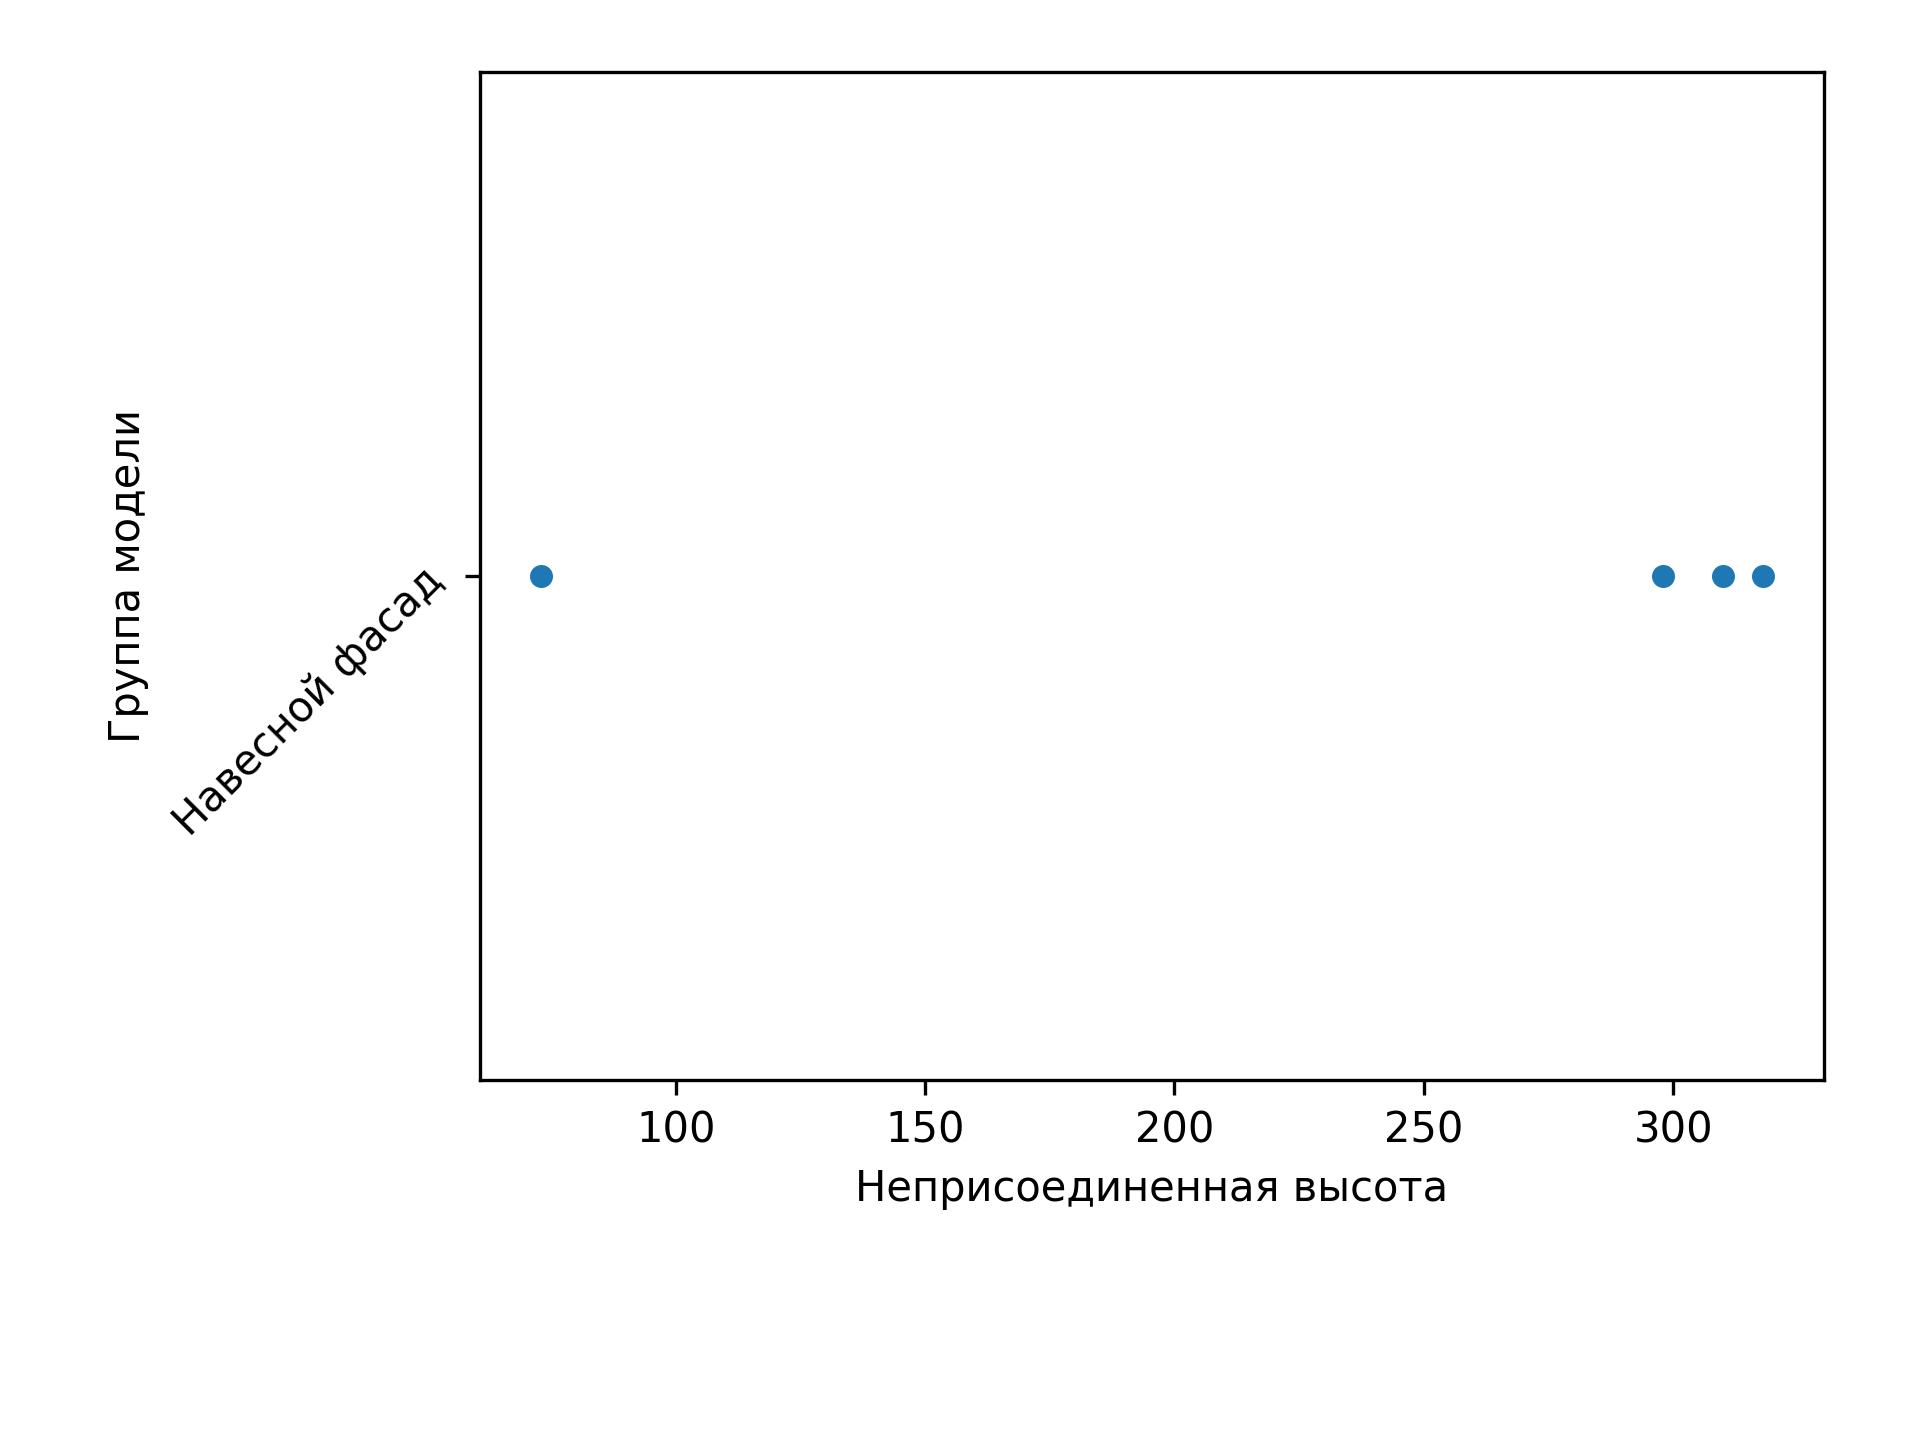 Группа модели
Навесной фасад
100 150 200 250 300
Неприсоединенная высота